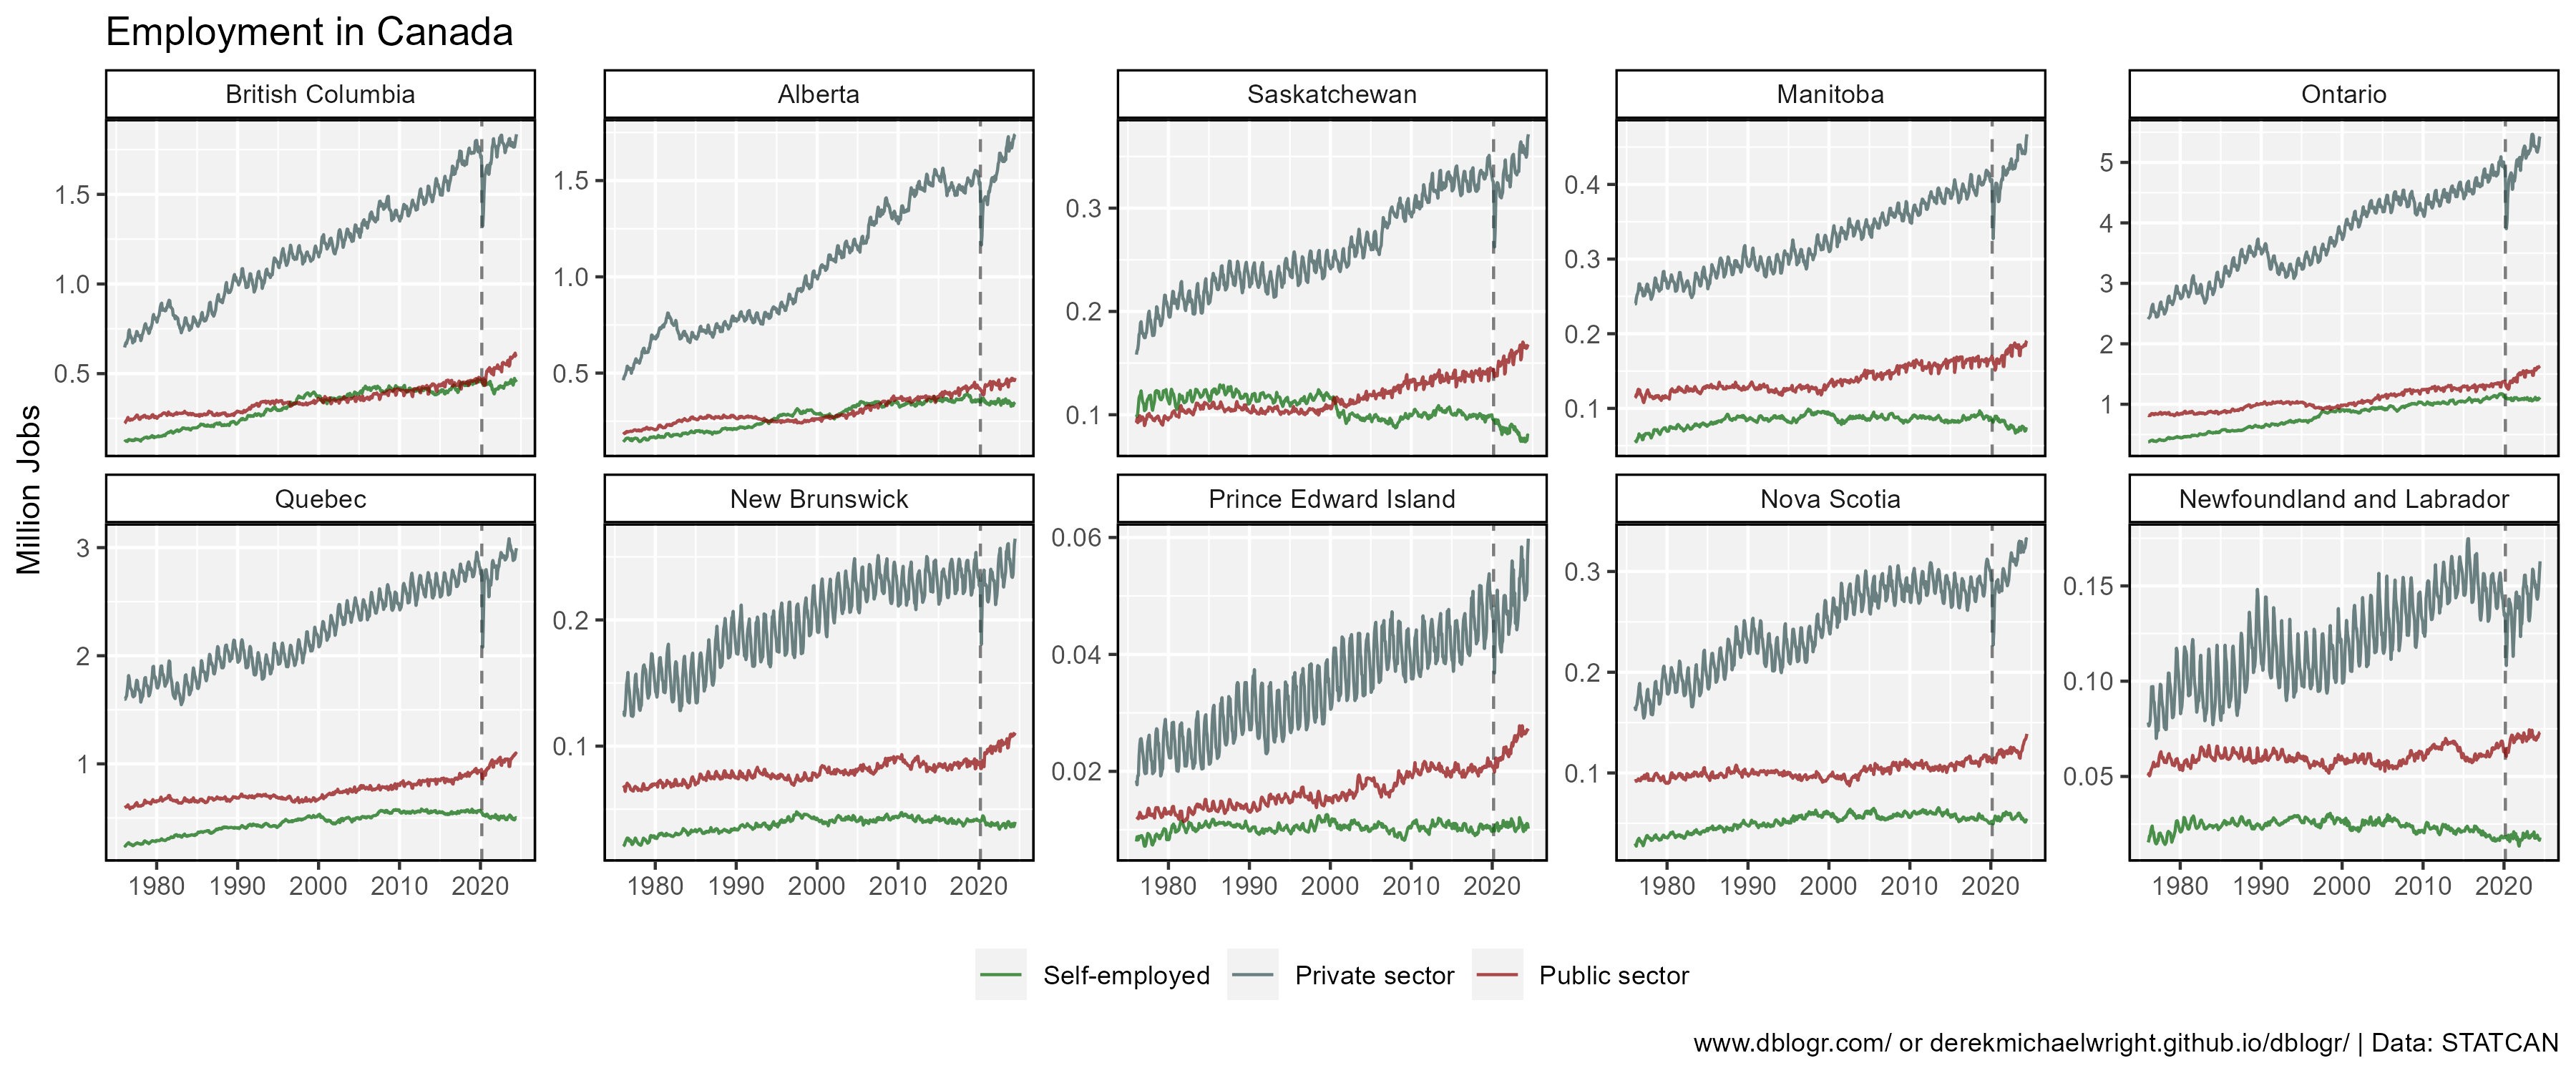 Employment in Canada
British Columbia
Alberta
Saskatchewan
Manitoba
Ontario
1.5
1.0
0.5
1.5
1.0
0.5
0.3
0.2
0.1
0.4
0.3
0.2
0.1
5
4
3
2
1
Million Jobs
Quebec
New Brunswick
Prince Edward Island
Nova Scotia
Newfoundland and Labrador
3
2
1
0.2
0.1
0.06
0.04
0.02
0.3
0.2
0.1
0.15
0.10
0.05
1980 1990 2000 2010 2020
1980 1990 2000 2010 2020
1980 1990 2000 2010 2020
1980 1990 2000 2010 2020
1980 1990 2000 2010 2020
Self-employed
Private sector
Public sector
www.dblogr.com/ or derekmichaelwright.github.io/dblogr/ | Data: STATCAN